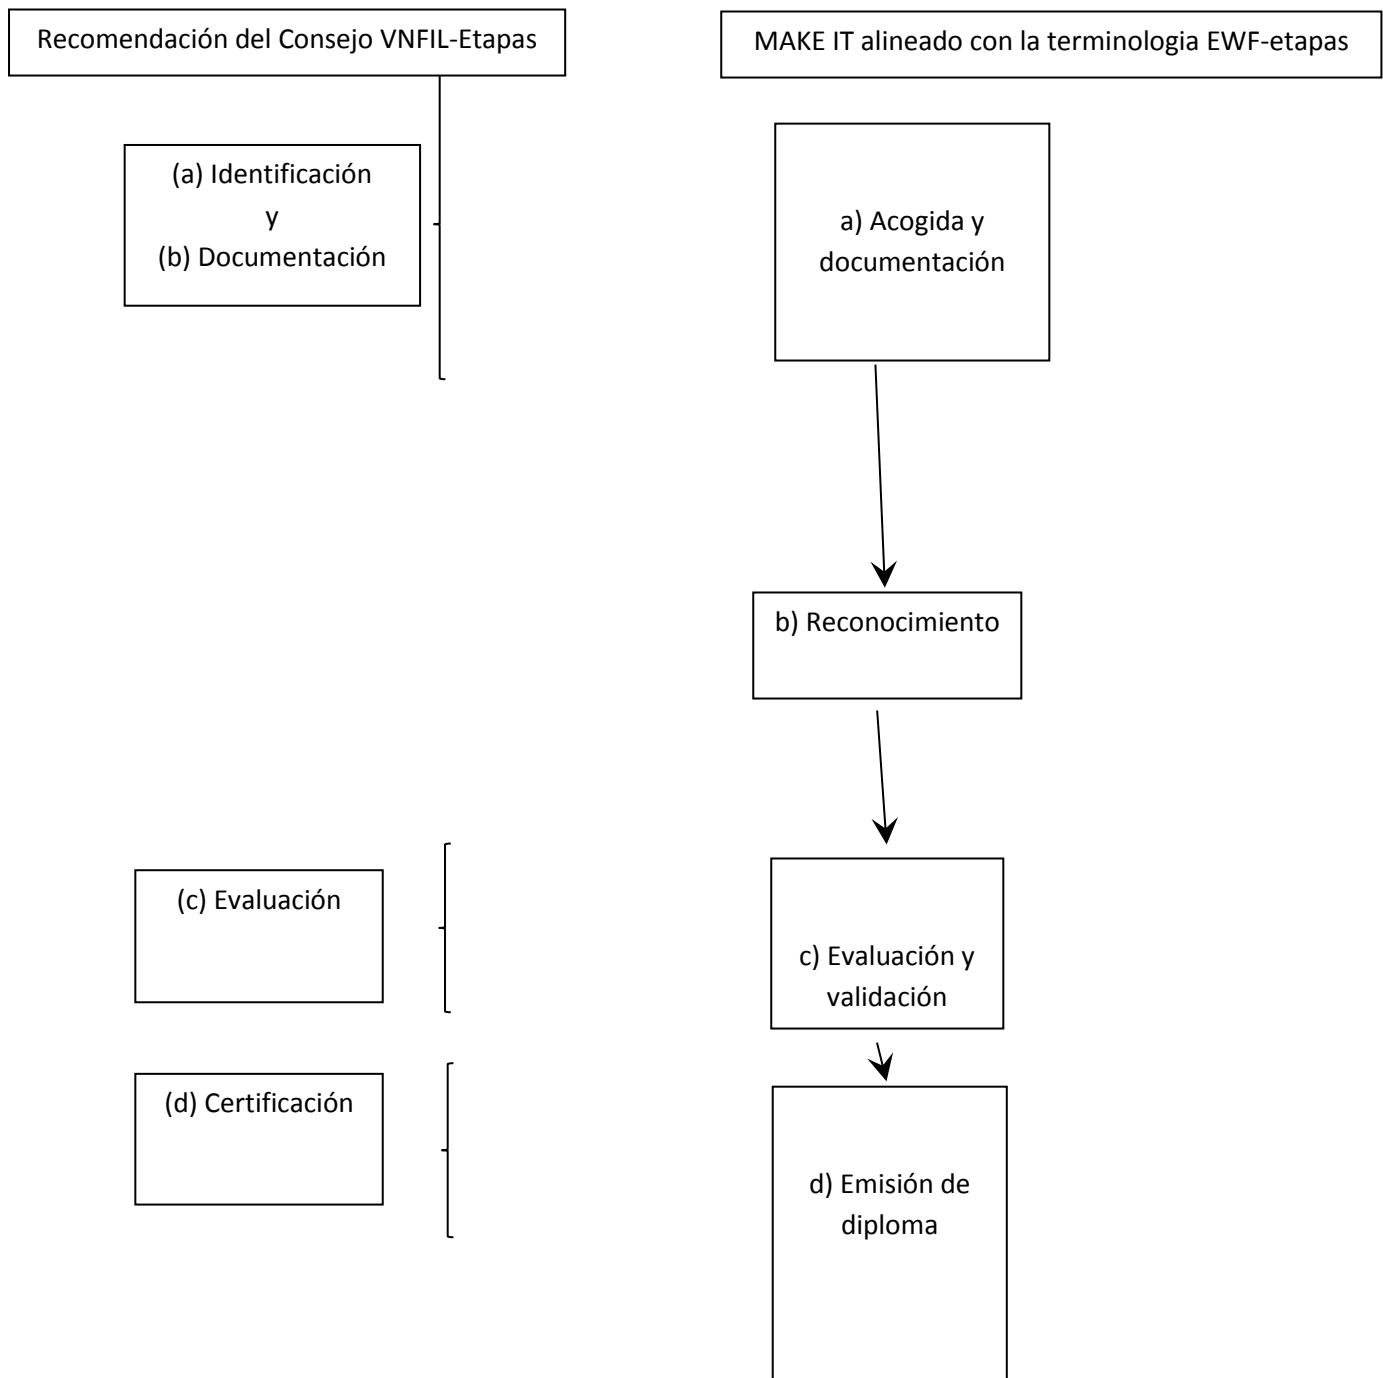 Recomendación del Consejo VNFIL-Etapas
MAKE IT alineado con la terminologia EWF-etapas
(a) Identificación
y
(b) Documentación
a) Acogida y
documentación
b) Reconocimiento
(c) Evaluación
c) Evaluación y
validación
(d) Certificación
d) Emisión de
diploma